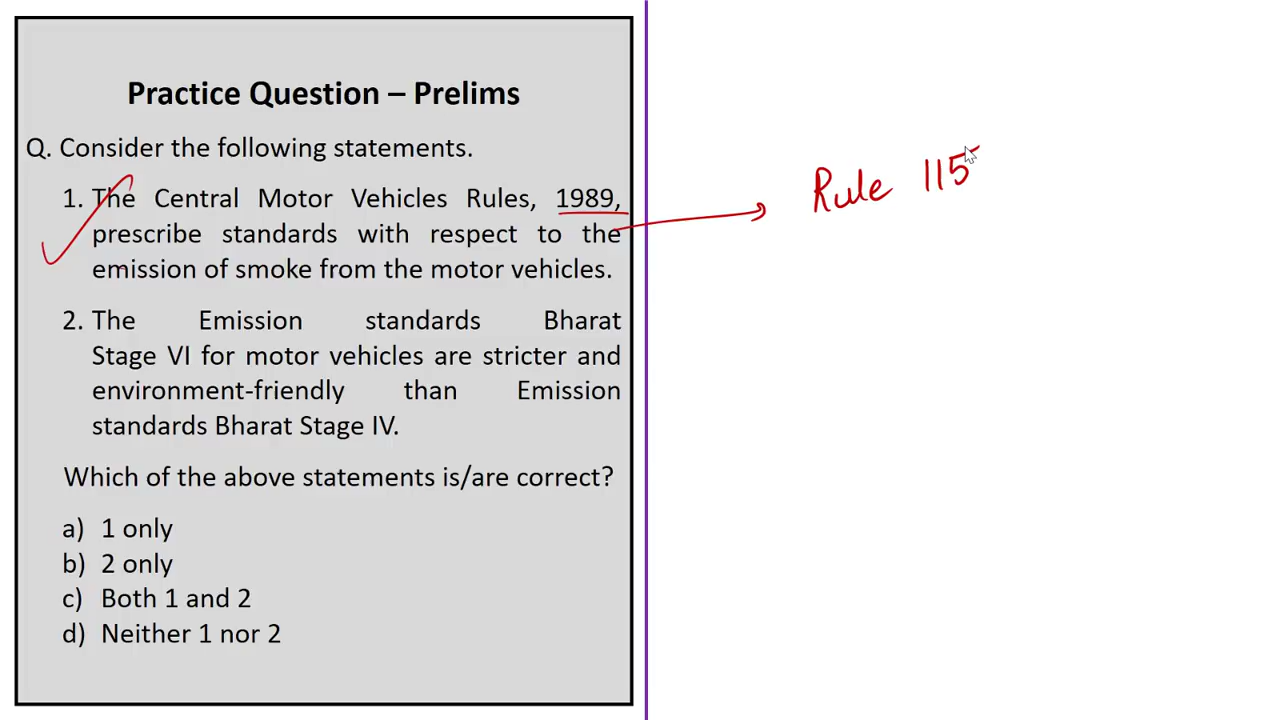 Practice Question – Prelims
Q. Consider the following statements.
1. The Central Motor Vehicles Rules, 1989,
prescribe standards with respect to the
emission of smoke from the motor vehicles.
2. The Emission standards Bharat
Stage VI for motor vehicles are stricter and
environment-friendly than Emission
standards Bharat Stage IV.
Which of the above statements is/are correct?
a) 1 only
b) 2 only
c) Both 1 and 2
d) Neither 1 nor 2
Rule 115